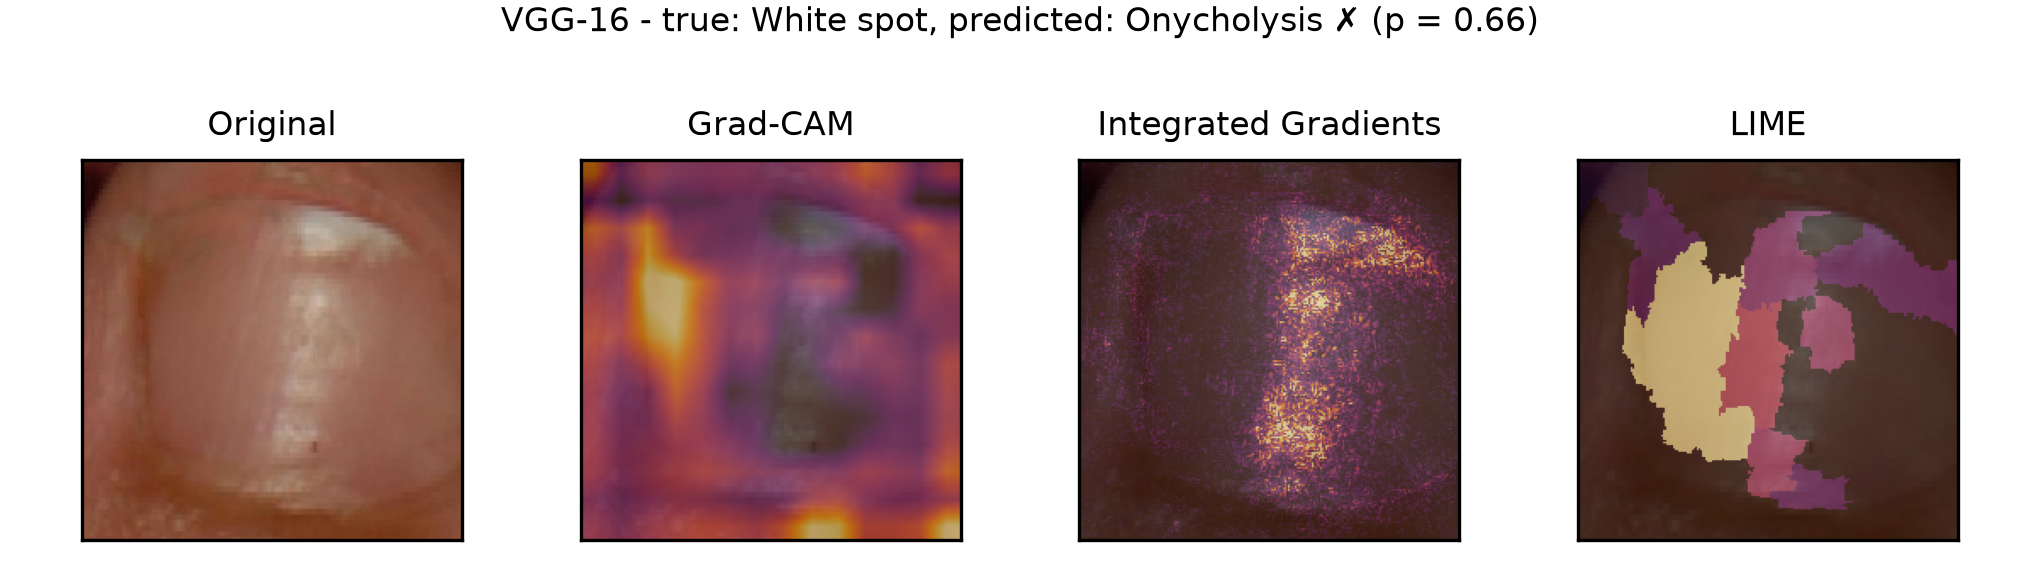 VGG-16 - true: White spot, predicted: Onycholysis ✗ (p = 0.66)
Original
Grad-CAM
Integrated Gradients
LIME